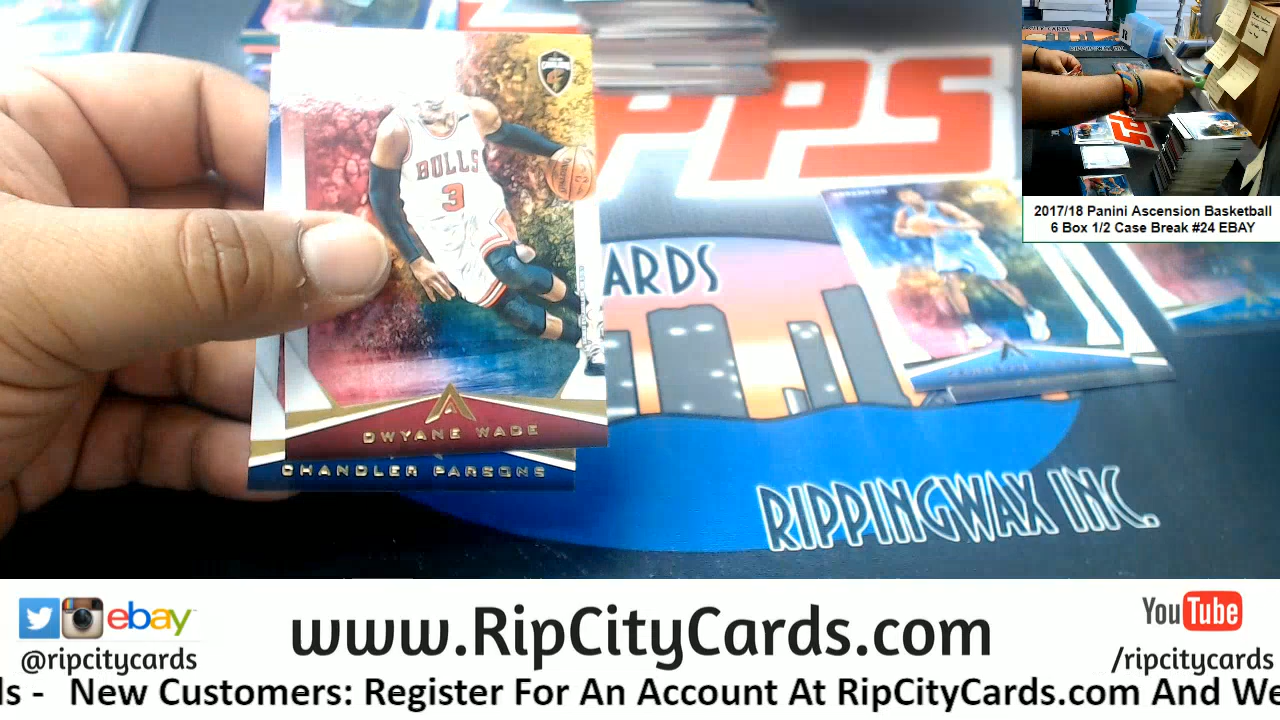 BULLS
3
DWYANE WADE
CHANDLER PARSONS
PPS
ARDS
RIPPINGWAX INC.
2017/18 Panini Ascension Basketball
6 Box 1/2 Case Break #24 EBAY
ebay
@ripcitycards
www.RipCityCards.com
YouTube
/ripcitycards
ls - New Customers: Register For An Account At RipCityCards.com And We